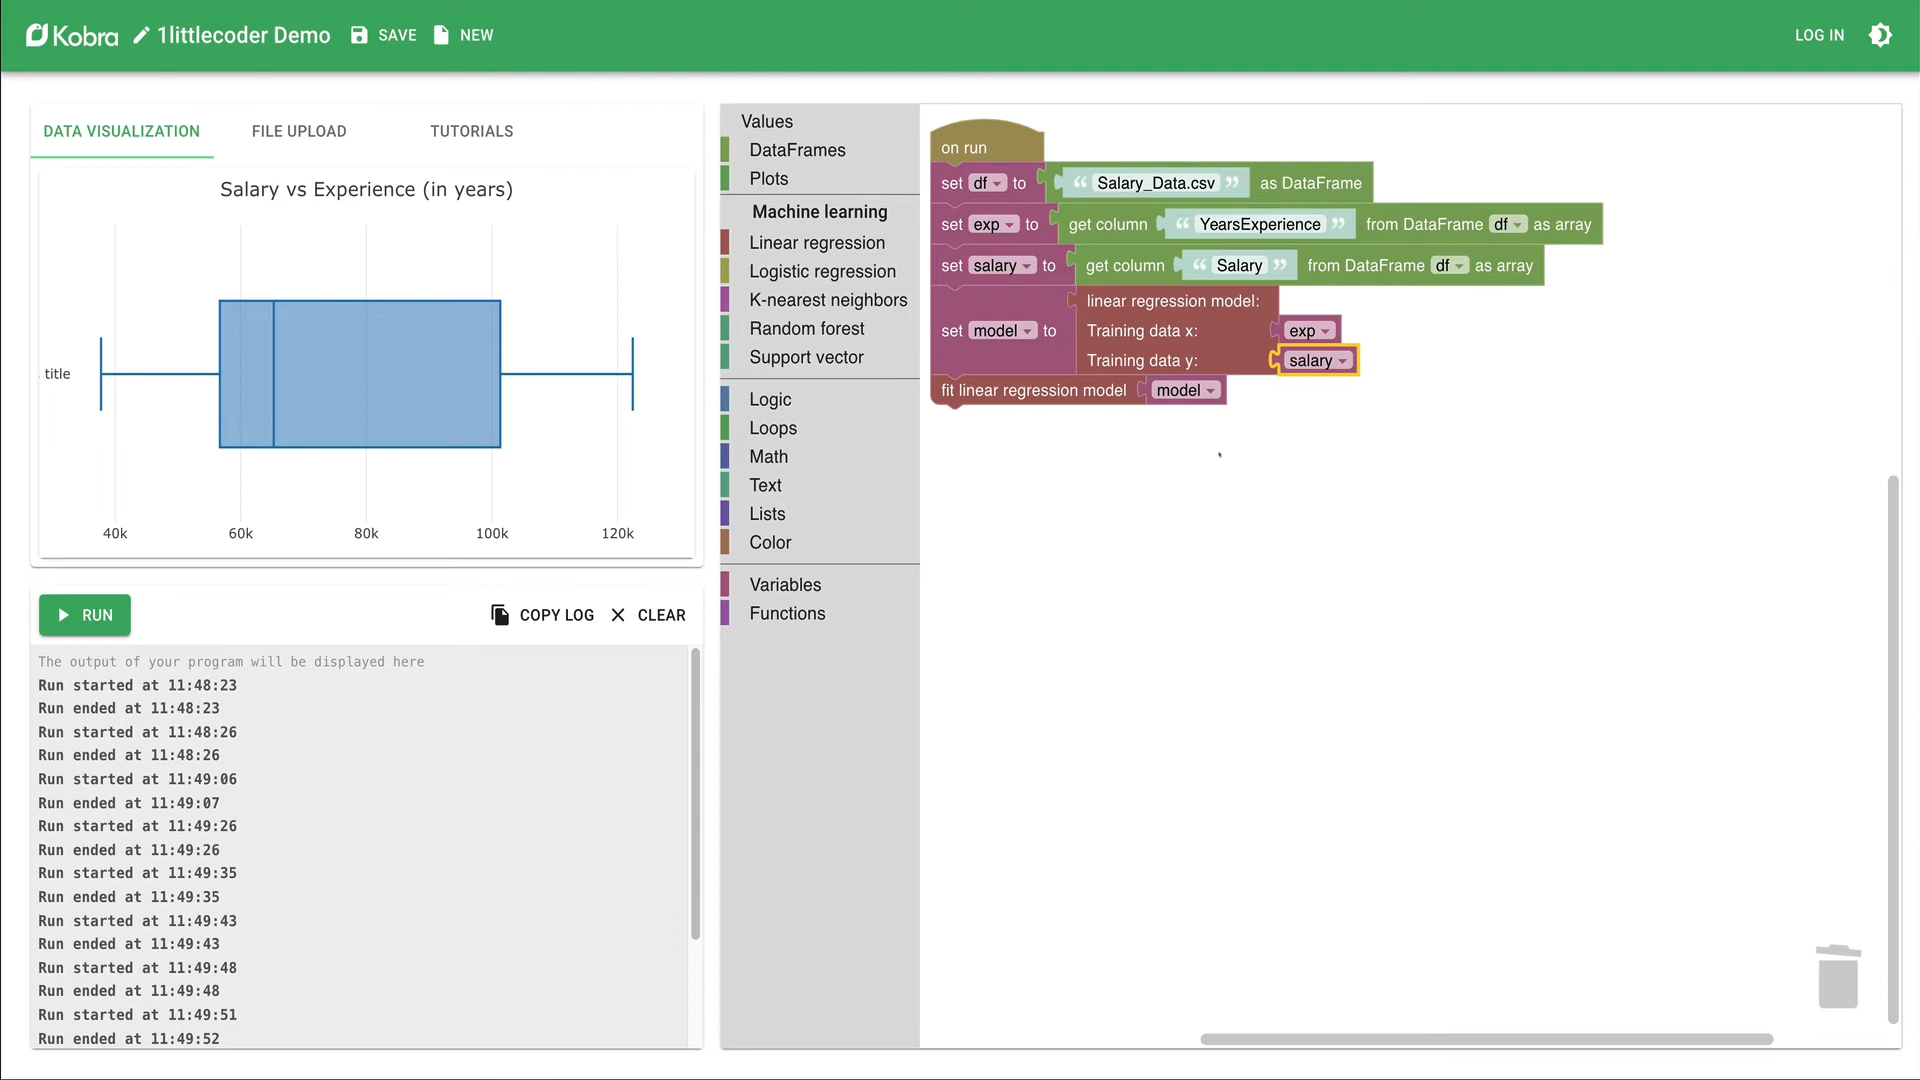 Kobra 1littlecoder Demo SAVE NEW LOG IN
DATA VISUALIZATION FILE UPLOAD TUTORIALS
Salary vs Experience (in years)
title
40k 60k 80k 100k 120k
RUN COPY LOG CLEAR
The output of your program will be displayed here
Run started at 11:48:23
Run ended at 11:48:23
Run started at 11:48:26
Run ended at 11:48:26
Run started at 11:49:06
Run ended at 11:49:07
Run started at 11:49:26
Run ended at 11:49:26
Run started at 11:49:35
Run ended at 11:49:35
Run started at 11:49:43
Run ended at 11:49:43
Run started at 11:49:48
Run ended at 11:49:48
Run started at 11:49:51
Run ended at 11:49:52
Values
DataFrames
Plots
Machine learning
Linear regression
Logistic regression
K-nearest neighbors
Random forest
Support vector
Logic
Loops
Math
Text
Lists
Color
Variables
Functions
on run
set df to “ Salary_Data.csv ” as DataFrame
set exp to get column “ YearsExperience ” from DataFrame df as array
set salary to get column “ Salary ” from DataFrame df as array
linear regression model:
set model to Training data x: exp
Training data y: salary
fit linear regression model model